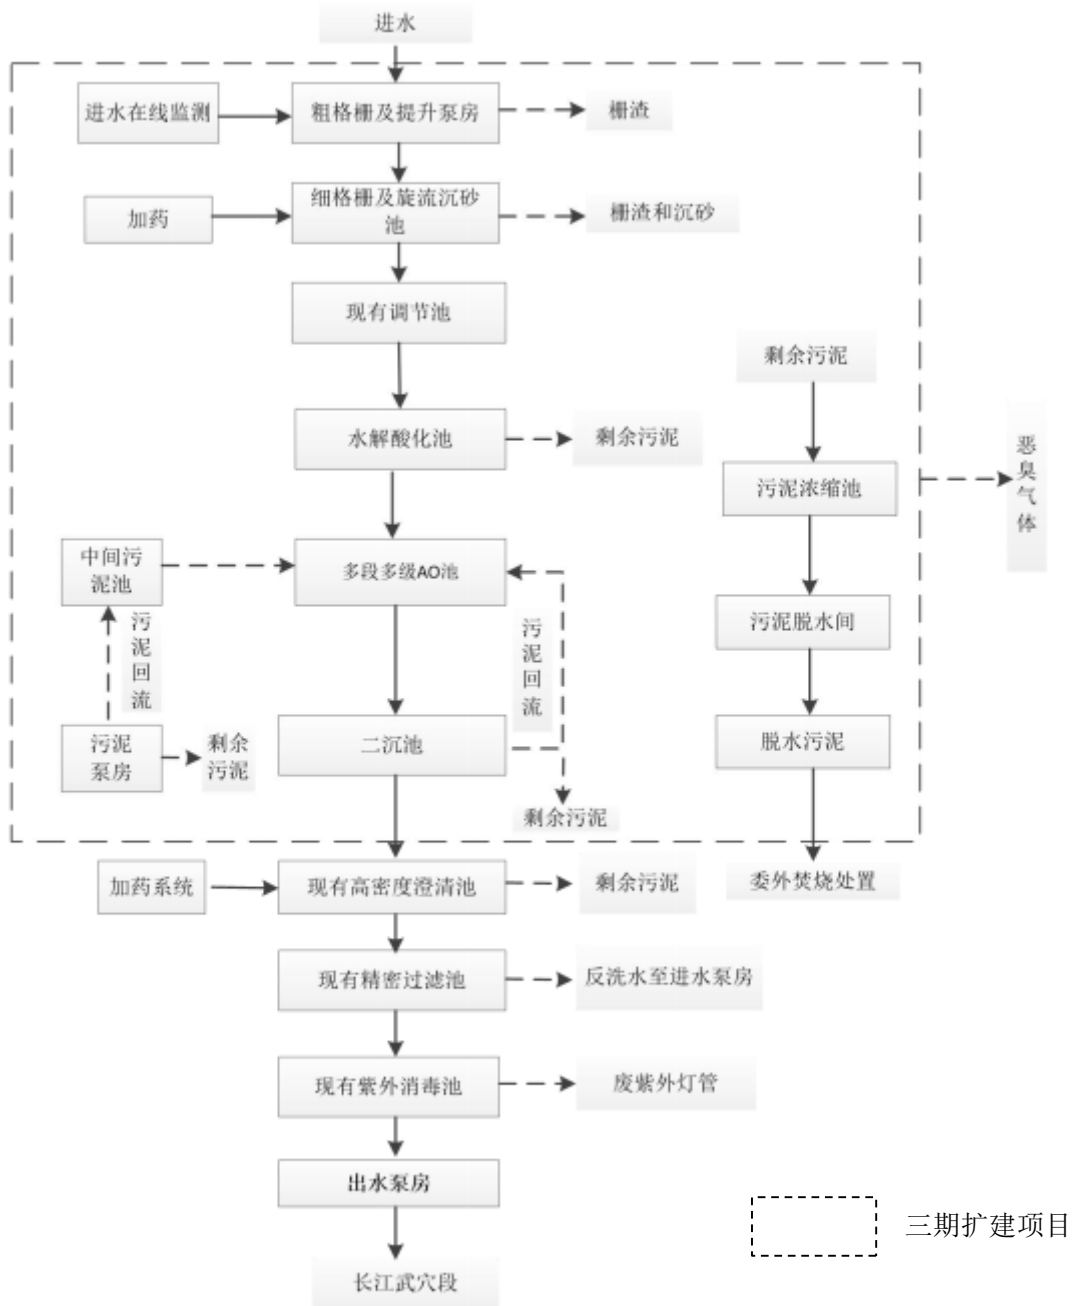 进水
进水在线监测
粗格栅及提升泵房
栅渣
加药
细格栅及旋流沉砂
池
栅渣和沉砂
现有调节池
剩余污泥
水解酸化池
剩余污泥
污泥浓缩池
恶
臭
气
体
中间污
泥池
多段多级AO池
污
泥
回
流
污
泥
回
流
污泥脱水间
污泥
泵房
剩余
污泥
二沉池
脱水污泥
剩余污泥
加药系统
现有高密度澄清池
剩余污泥
委外焚烧处置
现有精密过滤池
反洗水至进水泵房
现有紫外消毒池
废紫外灯管
出水泵房
三期扩建项目
长江武穴段